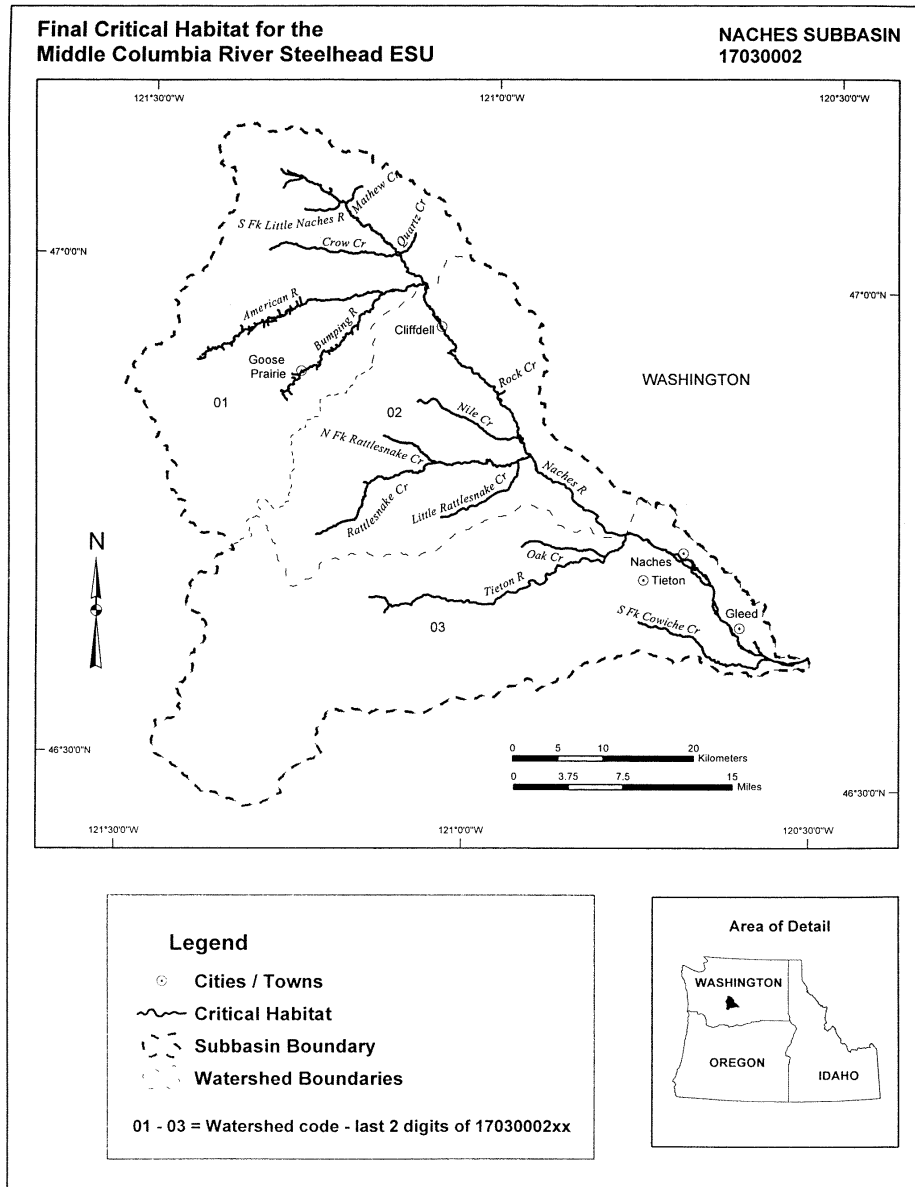 Final Critical Habitat for the
Middle Columbia River Steelhead ESU
NACHES SUBBASIN
17030002
121°30'0"W
121°0'0"W
120°30'0"W
Mathew Cr
S Fk Little Naches R
Quartz Cr
Crow Cr
47°0'0"N
47°0'0"N
American R
Bumping R
Cliffdell
Goose
Prairie
Rock Cr
WASHINGTON
01
02
Nile Cr
N Fk Rattlesnake Cr
Naches R
Rattlesnake Cr
Little Rattlesnake Cr
N
Oak Cr
Naches
Tieton
Tieton R
Gleed
S Fk Cowiche Cr
03
46°30'0"N
0 5 10 20
Kilometers
0 3.75 7.5 15
Miles
46°30'0"N
121°30'0"W
121°0'0"W
120°30'0"W
Legend
Cities / Towns
Critical Habitat
Subbasin Boundary
Watershed Boundaries
01 - 03 = Watershed code - last 2 digits of 17030002xx
Area of Detail
WASHINGTON
OREGON
IDAHO